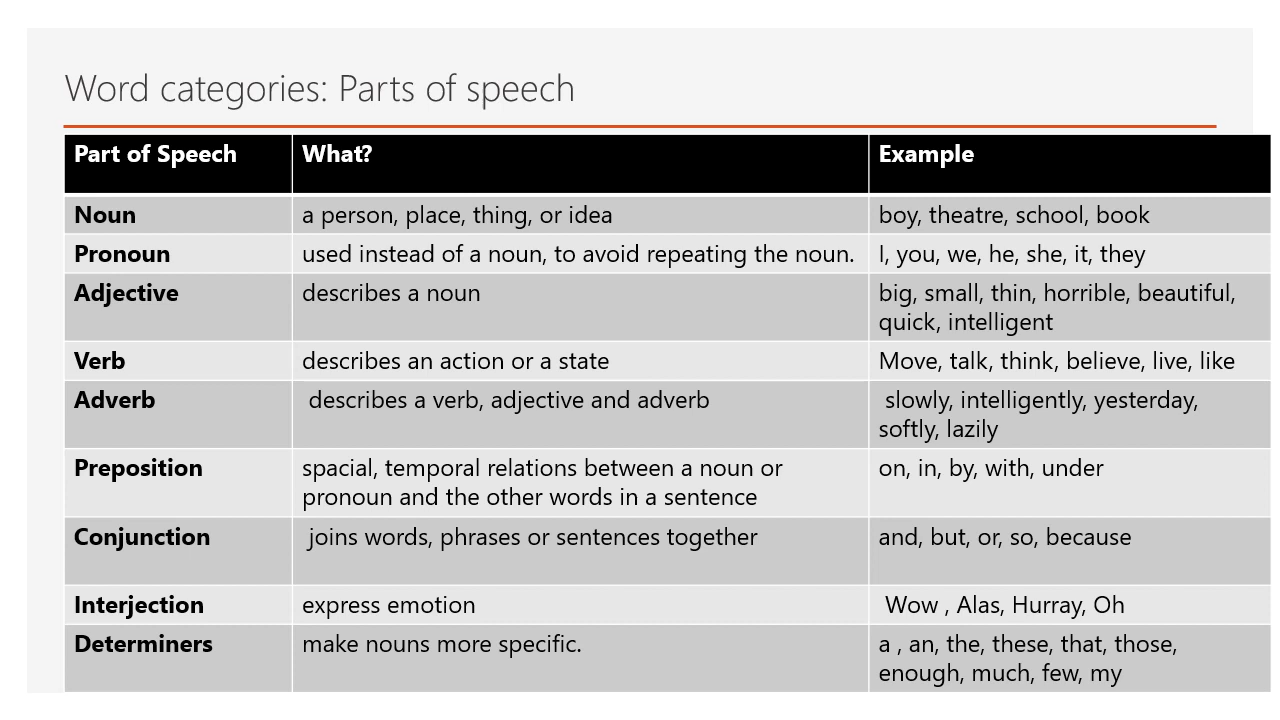 Word categories: Parts of speech
Part of Speech What? Example
Noun a person, place, thing, or idea boy, theatre, school, book
Pronoun used instead of a noun, to avoid repeating the noun. I, you, we, he, she, it, they
Adjective describes a noun big, small, thin, horrible, beautiful,
quick, intelligent
Verb describes an action or a state Move, talk, think, believe, live, like
Adverb describes a verb, adjective and adverb slowly, intelligently, yesterday,
softly, lazily
Preposition spacial, temporal relations between a noun or on, in, by, with, under
pronoun and the other words in a sentence
Conjunction joins words, phrases or sentences together and, but, or, so, because
Interjection express emotion Wow , Alas, Hurray, Oh
Determiners make nouns more specific. a , an, the, these, that, those,
enough, much, few, my